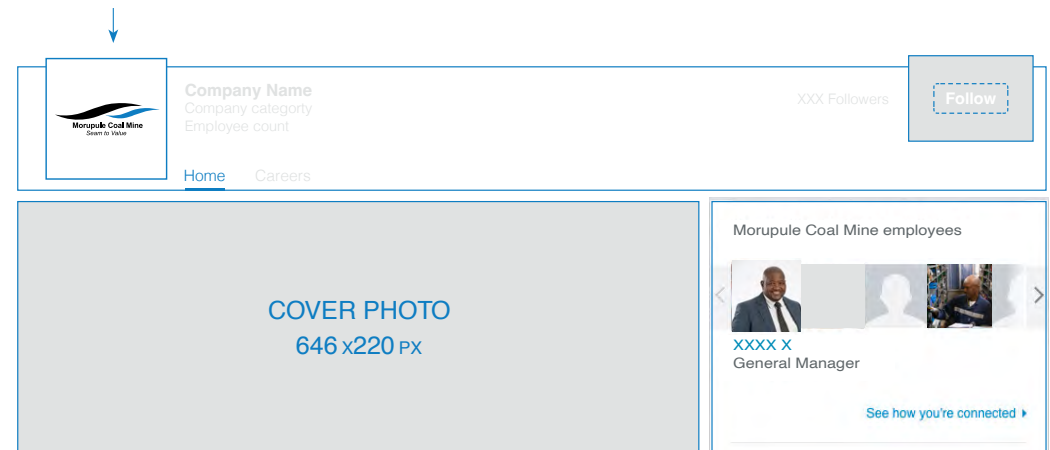 Morupule Coal Mine
Seam to Value
Company Name
Company categorty
Employee count
XXX Followers
Follow
Home
Careers
COVER PHOTO
646 x220 PX
Morupule Coal Mine employees
XXXX X
General Manager
See how you're connected